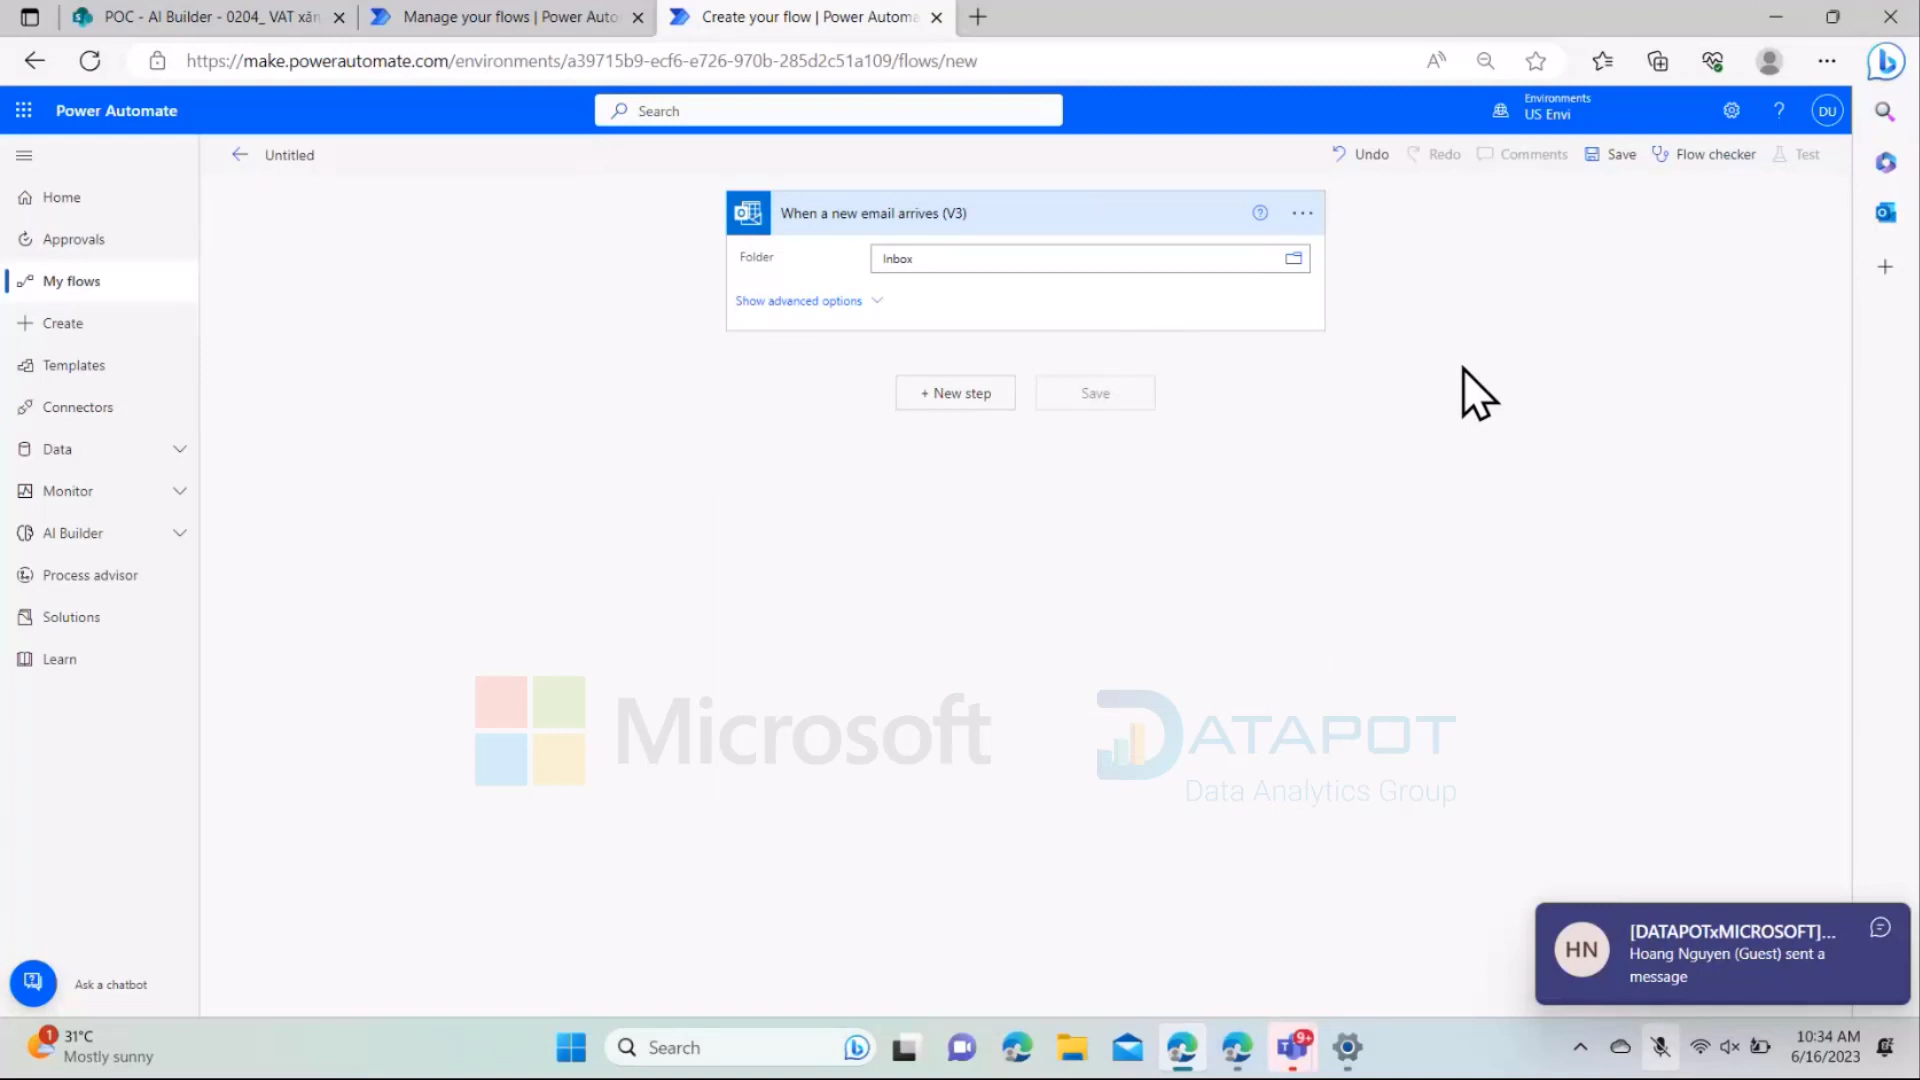 POC - AI Builder - 0204_ VAT xăn
Manage your flows | Power Auto
Create your flow | Power Automa
https://make.powerautomate.com/environments/a39715b9-ecf6-e726-970b-285d2c51a109/flows/new
Power Automate
Search
Environments
US Envi
?
DU
Untitled
Undo
Redo
Comments
Save
Flow checker
Test
Home
Approvals
My flows
Create
Templates
Connectors
Data
Monitor
AI Builder
Process advisor
Solutions
Learn
When a new email arrives (V3)
Folder
Inbox
Show advanced options
+ New step
Save
Microsoft
DATAPOT
Data Analytics Group
HN
[DATAPOTxMICROSOFT]...
Hoang Nguyen (Guest) sent a
message
Ask a chatbot
1
31°C
Mostly sunny
Search
9+
10:34 AM
6/16/2023